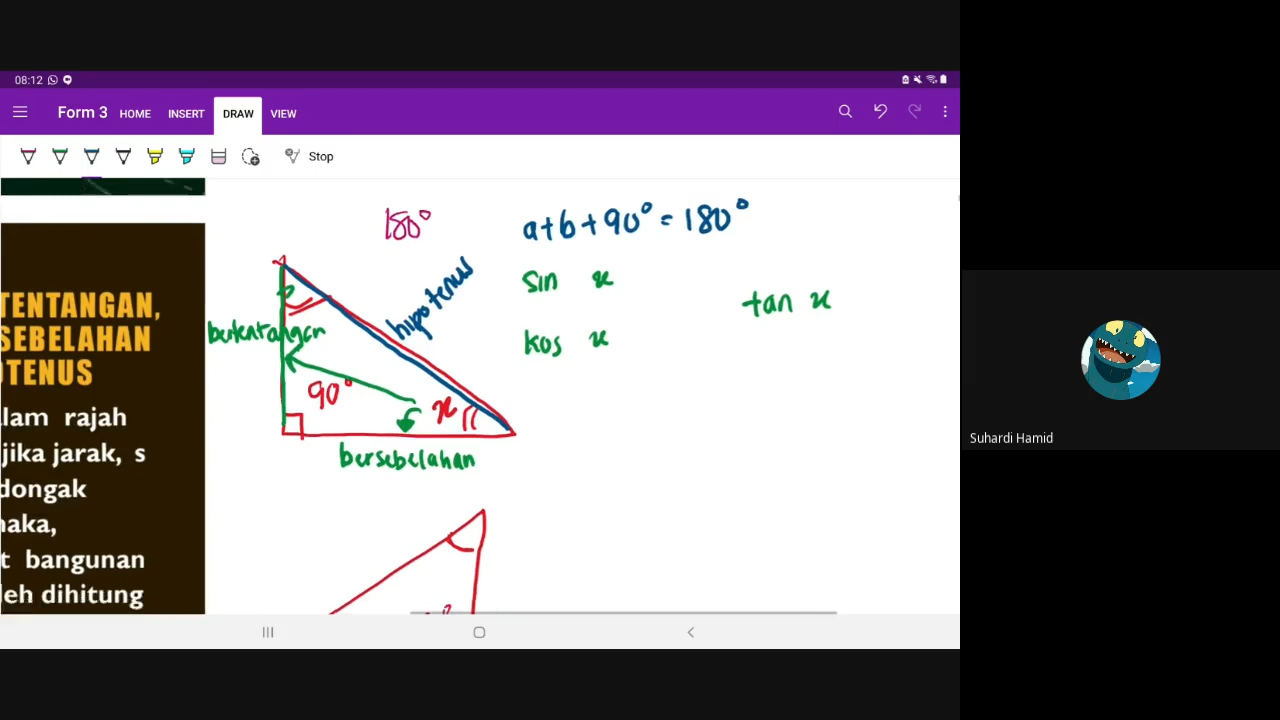 08:12
Form 3 HOME INSERT DRAW VIEW
Stop
TENTANGAN,
SEBELAHAN
OTENUS
lam rajah
jika jarak, s
dongak
naka,
t bangunan
leh dihitung
180°
a+b+90°=180°
sin x
kos x
tan x
hipotenus
b
bertentangan
90°
x
bersebelahan
Suhardi Hamid